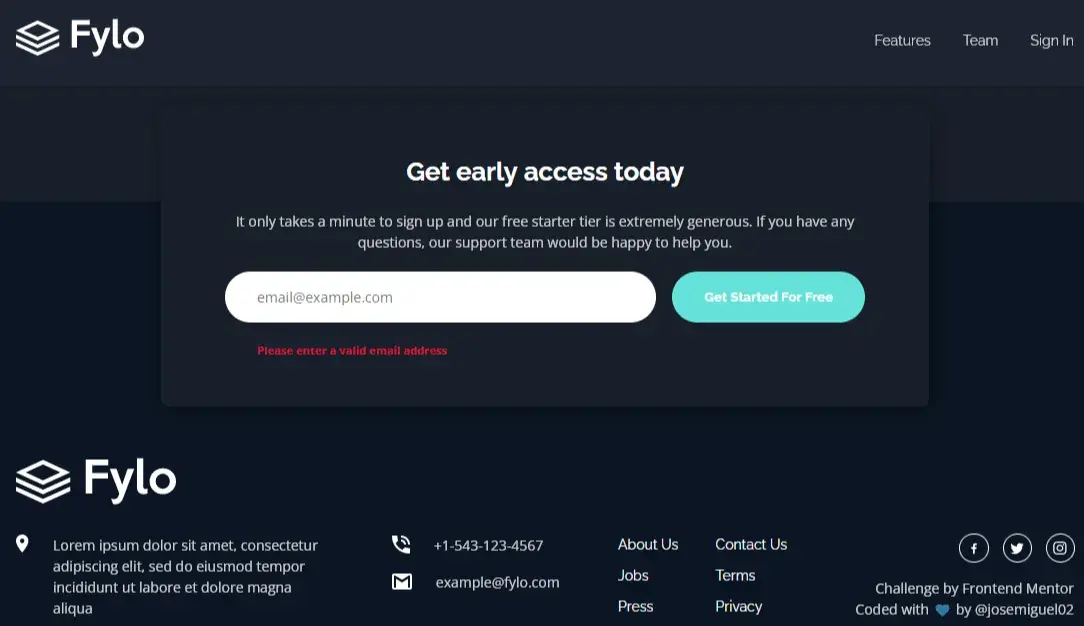 Fylo
Features Team Sign In
Get early access today
It only takes a minute to sign up and our free starter tier is extremely generous. If you have any
questions, our support team would be happy to help you.
email@example.com
Get Started For Free
Please enter a valid email address
Fylo
Lorem ipsum dolor sit amet, consectetur
adipiscing elit, sed do eiusmod tempor
incididunt ut labore et dolore magna
aliqua
+1-543-123-4567
example@fylo.com
About Us
Jobs
Press
Contact Us
Terms
Privacy
Challenge by Frontend Mentor
Coded with 💙 by @josemiguel02